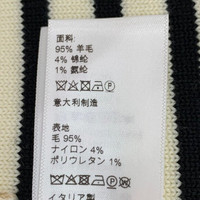 面料:
95% 羊毛
4% 锦纶
1% 氨纶
意大利制造
表地
毛 95%
ナイロン 4%
ポリウレタン 1%
イタリア製